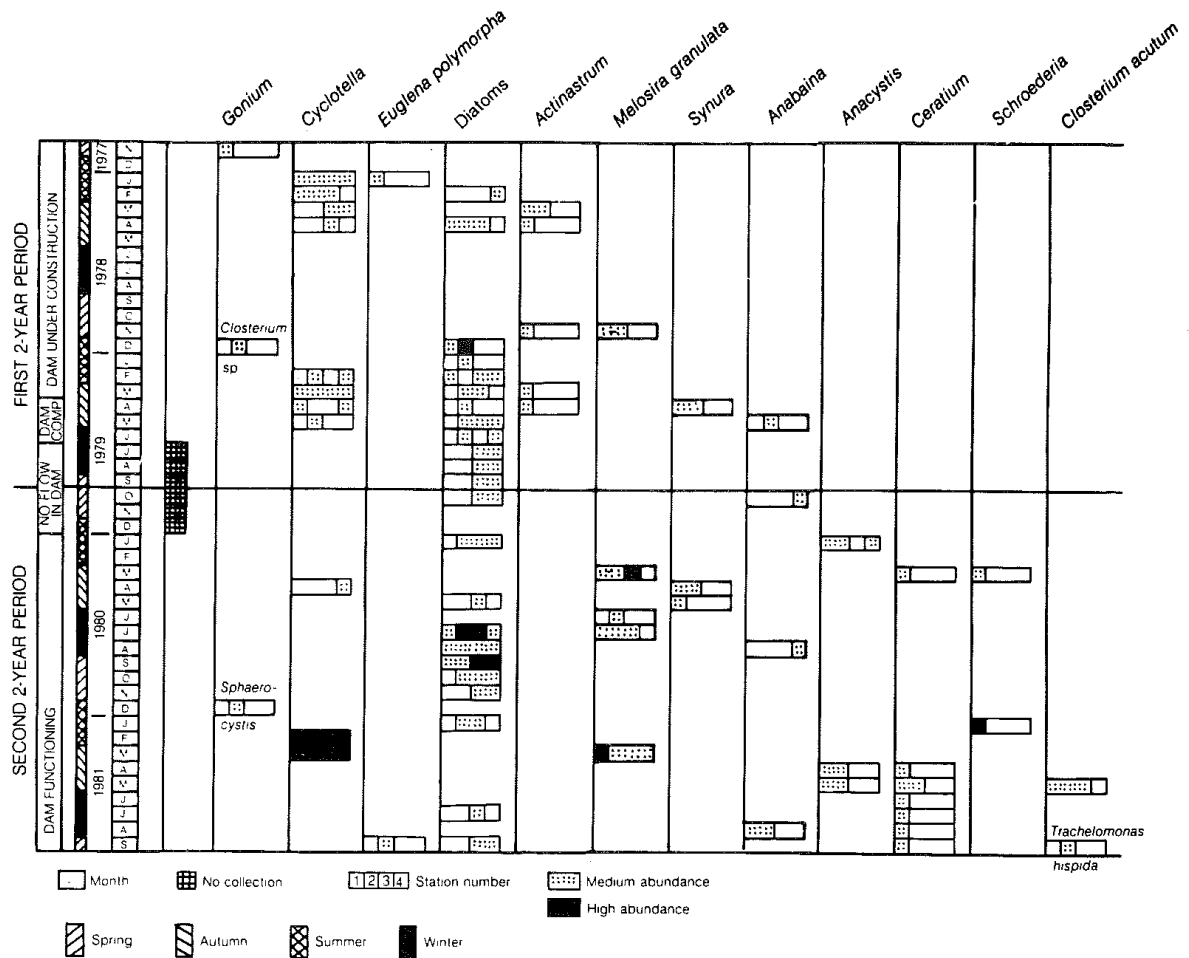 Gonium
Cyclotella
Euglena polymorpha
Diatoms
Actinastrum
Melosira granulata
Synura
Anabaina
Anacystis
Ceratium
Schroederia
Closterium acutum
FIRST 2-YEAR PERIOD
SECOND 2-YEAR PERIOD
DAM UNDER CONSTRUCTION
DAM COMP
NO FLOW IN DAM
DAM FUNCTIONING
1977
1978
1979
1980
1981
D
J
F
A
A
S
O
D
F
A
J
J
A
S
O
D
J
F
A
J
J
A
S
O
D
J
F
A
J
J
A
S
Closterium
sp
Sphaero-
cystis
Trachelomonas
hispida
Month
No collection
1 2 3 4 Station number
Medium abundance
High abundance
Spring
Autumn
Summer
Winter